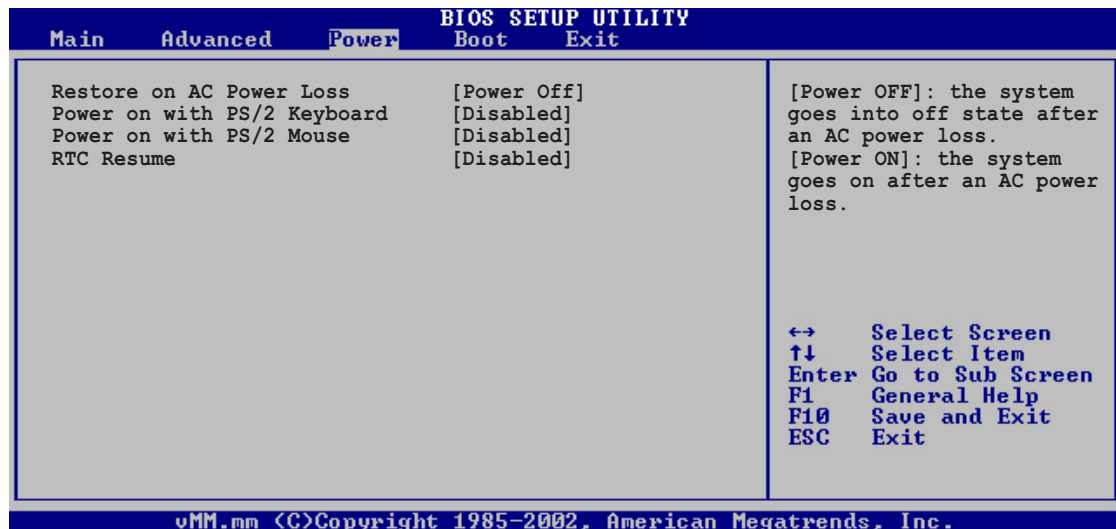 BIOS SETUP UTILITY
Main Advanced Power Boot Exit
Restore on AC Power Loss [Power Off]
Power on with PS/2 Keyboard [Disabled]
Power on with PS/2 Mouse [Disabled]
RTC Resume [Disabled]
[Power OFF]: the system
goes into off state after
an AC power loss.
[Power ON]: the system
goes on after an AC power
loss.
←→ Select Screen
↑↓ Select Item
Enter Go to Sub Screen
F1 General Help
F10 Save and Exit
ESC Exit
vMM.mm (C)Copyright 1985-2002, American Megatrends, Inc.